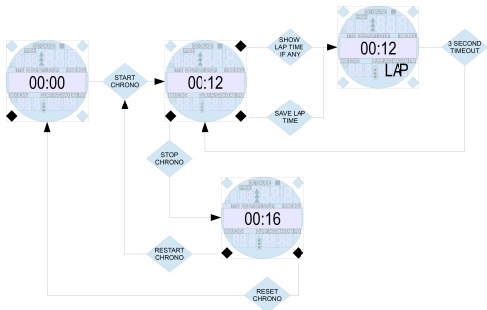 00:00
START
CHRONO
00:12
SHOW
LAP TIME
IF ANY
SAVE LAP
TIME
00:12
LAP
3 SECOND
TIMEOUT
STOP
CHRONO
00:16
RESTART
CHRONO
RESET
CHRONO